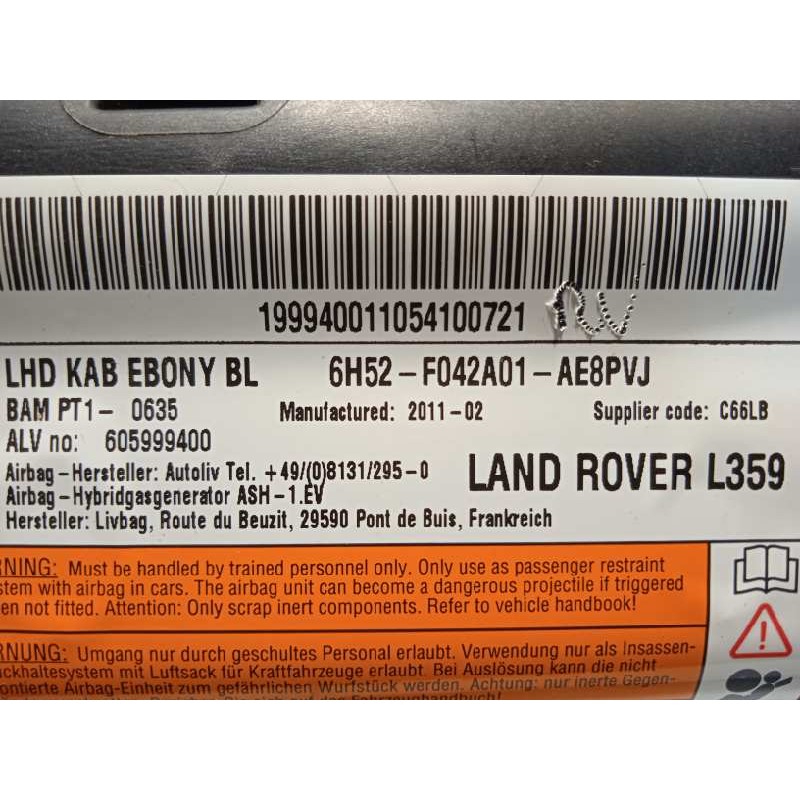 19994001105410072​1
LHD KAB EBONY BL 6H52-F042A01-AE8PVJ
BAM PT1- 0635 Manufactured: 2011-02 Supplier code: C66LB
ALV no: 605999400
Airbag-Hersteller: Autoliv Tel. +49/(0)8131/295-0 LAND ROVER L359
Airbag-Hybridgasgenerator ASH-1.EV
Hersteller: Livbag, Route du Beuzit, 29590 Pont de Buis, Frankreich
RNING: Must be handled by trained personnel only. Only use as passenger restraint
stem with airbag in cars. The airbag unit can become a dangerous projectile if triggered
en not fitted. Attention: Only scrap inert components. Refer to vehicle handbook!
RNUNG: Umgang nur durch geschultes Personal erlaubt. Verwendung nur als Insassen-
ckhaltesystem mit Luftsack für Kraftfahrzeuge erlaubt. Bei Auslösung kann die nicht
ontierte Airbag-Einheit zum gefährlichen Wurfstück werden. Achtung: nur inerte Gegen-